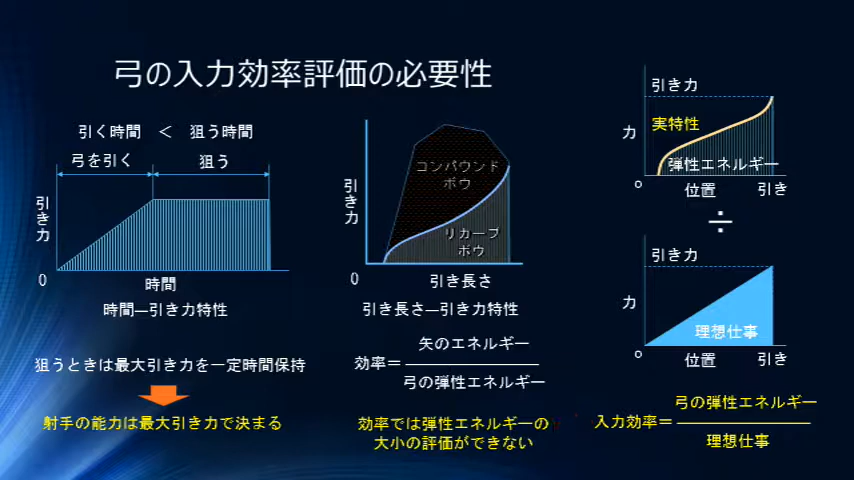 弓の入力効率評価の必要性
引く時間 ＜ 狙う時間
弓を引く 狙う
引き力
0
時間
時間―引き力特性
狙うときは最大引き力を一定時間保持
射手の能力は最大引き力で決まる
引き力
コンパウンド
ボウ
リカーブ
ボウ
0
引き長さ
引き長さ―引き力特性
効率＝
矢のエネルギー
弓の弾性エネルギー
効率では弾性エネルギーの
大小の評価ができない
引き力
力
実特性
弾性エネルギー
0
位置
引き
÷
引き力
力
理想仕事
0
位置
引き
入力効率＝
弓の弾性エネルギー
理想仕事